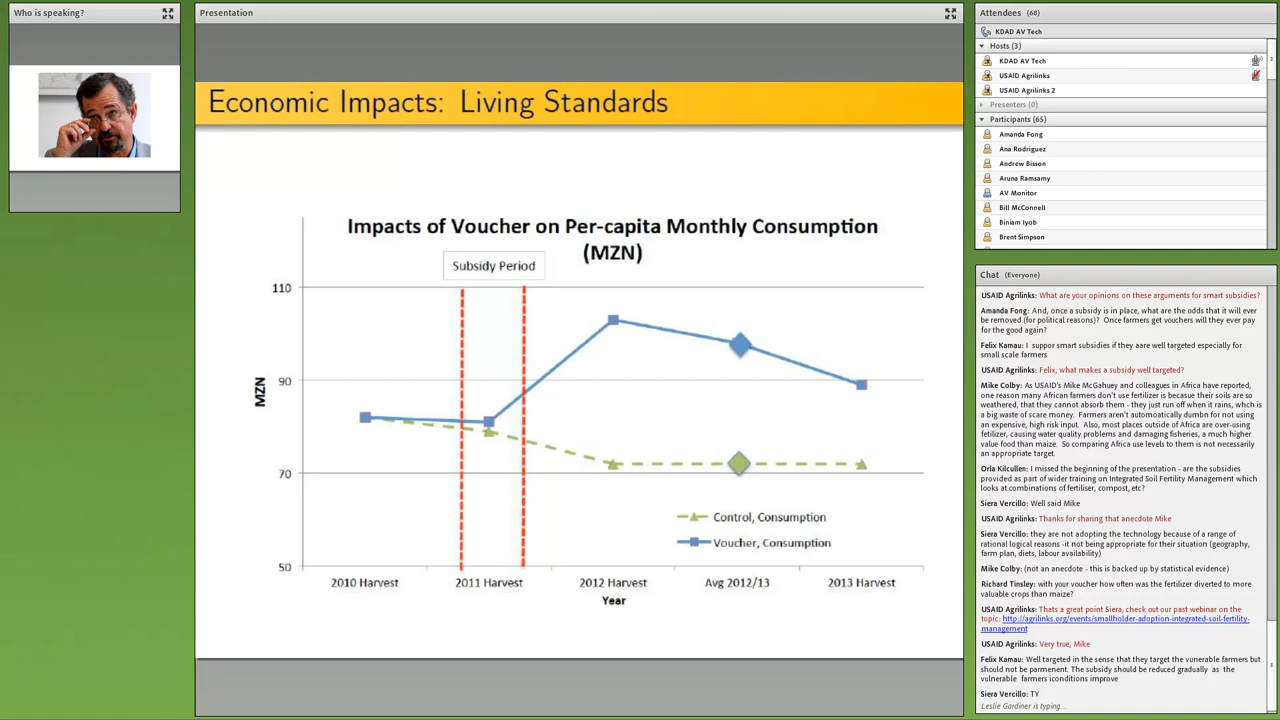 Who is speaking?
Presentation
Economic Impacts: Living Standards
Impacts of Voucher on Per-capita Monthly Consumption
(MZN)
Subsidy Period
110
90
MZN
70
50
Control, Consumption
Voucher, Consumption
2010 Harvest
2011 Harvest
2012 Harvest
Avg 2012/13
2013 Harvest
Year
Attendees (68)
KDAD AV Tech
Hosts (3)
KDAD AV Tech
USAID Agrilinks
USAID Agrilinks 2
Presenters (0)
Participants (65)
Amanda Fong
Ana Rodriguez
Andrew Bisson
Aruna Ramsamy
AV Monitor
Bill McConnell
Biniam Iyob
Brent Simpson
Chat (Everyone)
USAID Agrilinks: What are your opinions on these arguments for smart subsidies?
Amanda Fong: And, once a subsidy is in place, what are the odds that it will ever
be removed (for political reasons)? Once farmers get vouchers will they ever pay
for the good again?
Felix Kamau: I suppor smart subsidies if they aare well targeted especially for
small scale farmers
USAID Agrilinks: Felix, what makes a subsidy well targeted?
Mike Colby: As USAID's Mike McGahuey and colleagues in Africa have reported,
one reason many African farmers don't use fertilizer is because their soils are so
weathered, that they cannot absorb them - they just run off when it rains, which is
a big waste of scare money. Farmers aren't automoatically dumbn for not using
an expensive, high risk input. Also, most places outside of Africa are over-using
fetilizer, causing water quality problems and damaging fisheries, a much higher
value food than maize. So comparing Africa use levels to them is not necessarily
an appropriate target.
Orla Kilcullen: I missed the beginning of the presentation - are the subsidies
provided as part of wider training on Integrated Soil Fertility Management which
looks at combinations of fertiliser, compost, etc?
Siera Vercillo: Well said Mike
USAID Agrilinks: Thanks for sharing that anecdote Mike
Siera Vercillo: they are not adopting the technology because of a range of
rational logical reasons -it not being appropriate for their situation (geography,
farm plan, diets, labour availability)
Mike Colby: (not an anecdote - this is backed up by statistical evidence)
Richard Tinsley: with your voucher how often was the fertilizer diverted to more
valuable crops than maize?
USAID Agrilinks: Thats a great point Siera, check out our past webinar on the
topic: http://agrilinks.org/events/smallholder-adoption-integrated-soil-fertility-
management
USAID Agrilinks: Very true, Mike
Felix Kamau: Well targeted in the sense that they target the vunerable farmers but
should not be parmenent. The subsidy should be reduced gradually as the
vulnerable farmers iconditions improve
Siera Vercillo: TY
Leslie Gardiner is typing...